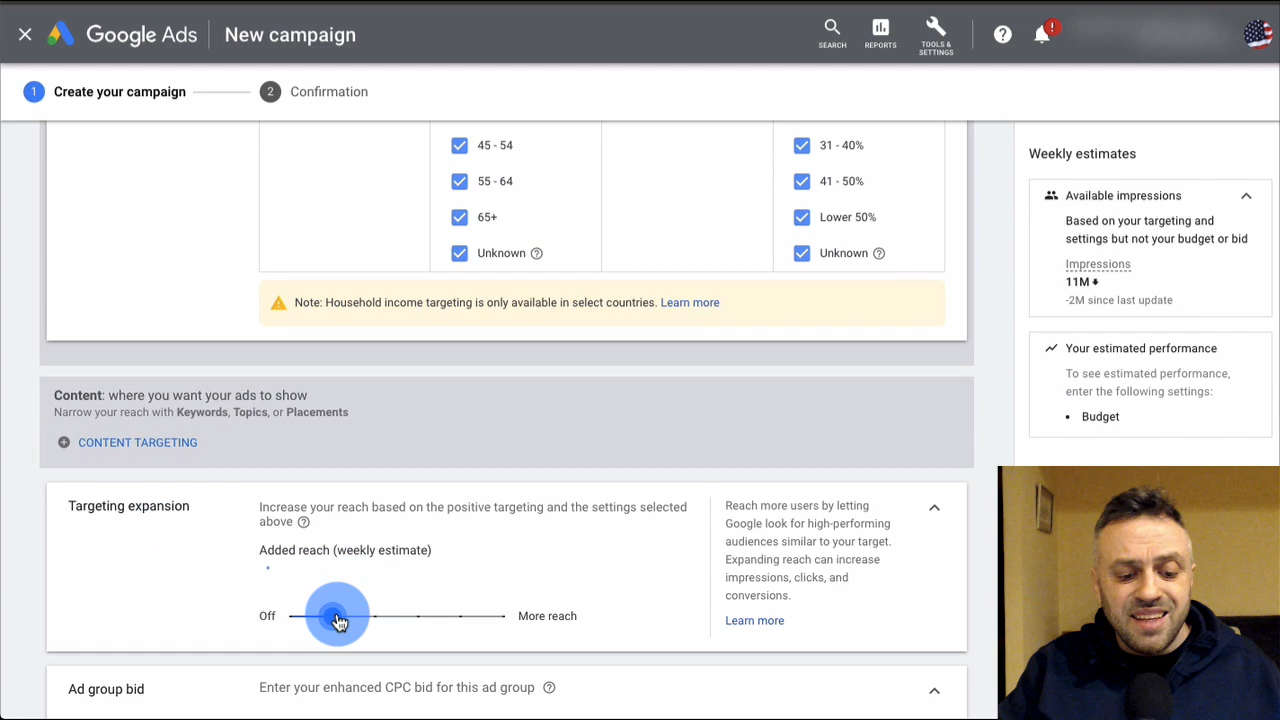 Google Ads
New campaign
SEARCH
REPORTS
TOOLS &
SETTINGS
!
1
Create your campaign
2
Confirmation
45 - 54
31 - 40%
55 - 64
41 - 50%
65+
Lower 50%
Unknown
Unknown
Note: Household income targeting is only available in select countries. Learn more
Content: where you want your ads to show
Narrow your reach with Keywords, Topics, or Placements
CONTENT TARGETING
Targeting expansion
Increase your reach based on the positive targeting and the settings selected
above
Added reach (weekly estimate)
Off
More reach
Reach more users by letting
Google look for high-performing
audiences similar to your target.
Expanding reach can increase
impressions, clicks, and
conversions.
Learn more
Ad group bid
Enter your enhanced CPC bid for this ad group
Weekly estimates
Available impressions
Based on your targeting and
settings but not your budget or bid
Impressions
11M
-2M since last update
Your estimated performance
To see estimated performance,
enter the following settings:
• Budget